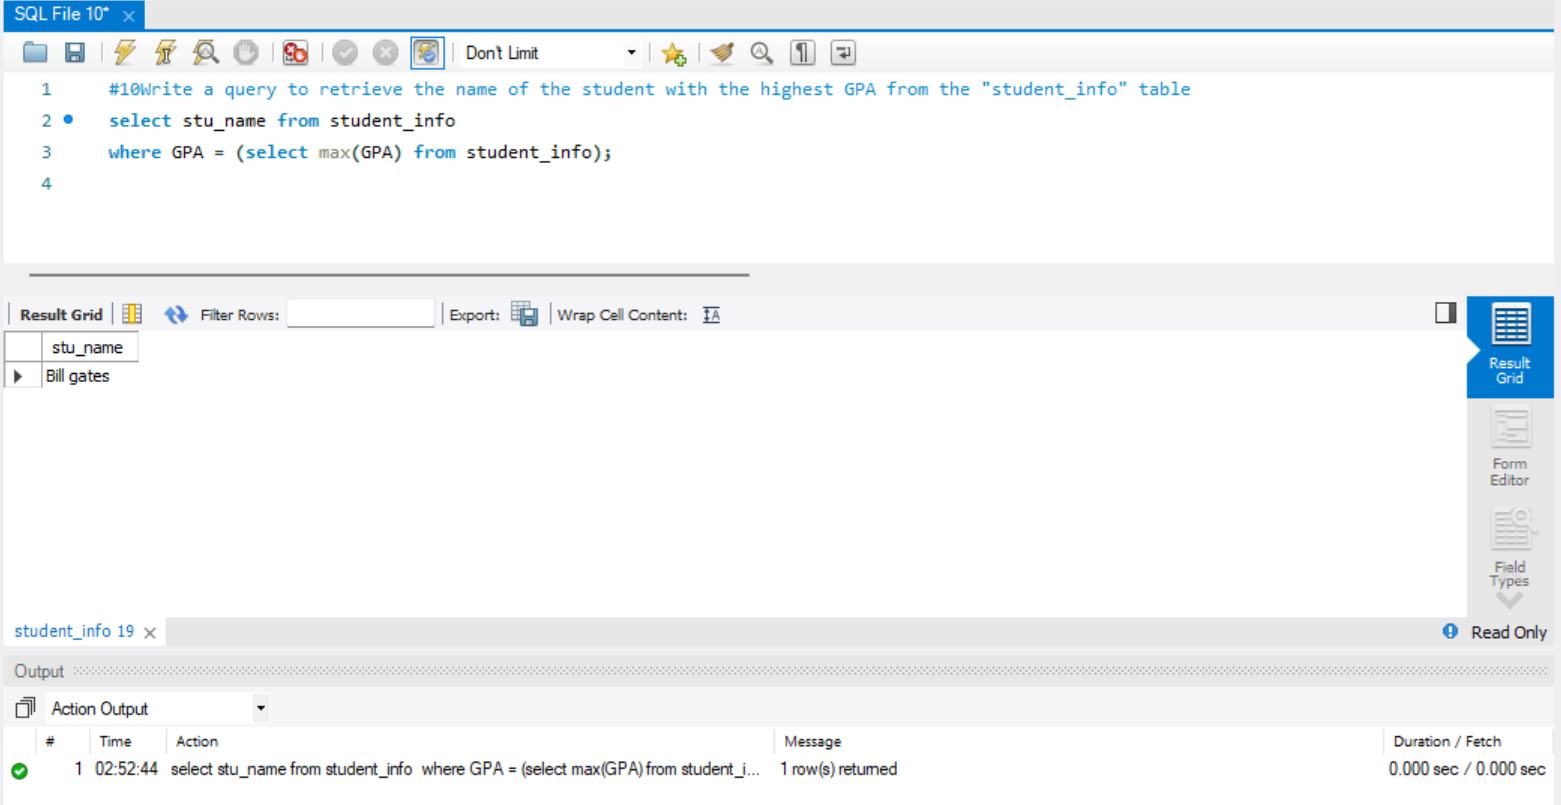 SQL File 10*
Don't Limit
1 #10Write a query to retrieve the name of the student with the highest GPA from the "student_info" table
2 select stu_name from student_info
3 where GPA = (select max(GPA) from student_info);
4
Result Grid Filter Rows: Export: Wrap Cell Content: IA
stu_name
Bill gates
Result
Grid
Form
Editor
Field
Types
student_info 19
Read Only
Output
Action Output
# Time Action Message Duration / Fetch
1 02:52:44 select stu_name from student_info where GPA = (select max(GPA) from student_i... 1 row(s) returned 0.000 sec / 0.000 sec